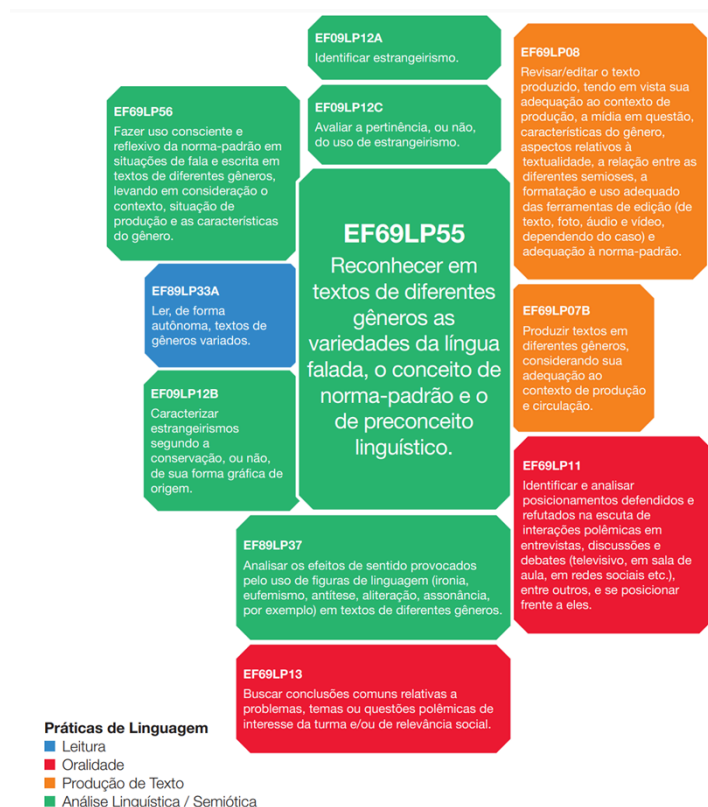 EF09LP12A
Identificar estrangeirismo.
EF69LP08
Revisar/editar o texto
produzido, tendo em vista sua
adequação ao contexto de
produção, a mídia em questão,
características do gênero,
aspectos relativos à
textualidade, a relação entre as
diferentes semioses, a
formatação e uso adequado
das ferramentas de edição (de
texto, foto, áudio e vídeo,
dependendo do caso) e
adequação à norma-padrão.
EF69LP56
Fazer uso consciente e
reflexivo da norma-padrão em
situações de fala e escrita em
textos de diferentes gêneros,
levando em consideração o
contexto, situação de
produção e as características
do gênero.
EF09LP12C
Avaliar a pertinência, ou não,
do uso de estrangeirismo.
EF69LP55
Reconhecer em
textos de diferentes
gêneros as
variedades da língua
falada, o conceito de
norma-padrão e o
de preconceito
linguístico.
EF89LP33A
Ler, de forma
autônoma, textos de
gêneros variados.
EF69LP07B
Produzir textos em
diferentes gêneros,
considerando sua
adequação ao
contexto de produção
e circulação.
EF09LP12B
Caracterizar
estrangeirismos
segundo a
conservação, ou não,
de sua forma gráfica de
origem.
EF69LP11
Identificar e analisar
posicionamentos defendidos e
refutados na escuta de
interações polêmicas em
entrevistas, discussões e
debates (televisivo, em sala de
aula, em redes sociais etc.),
entre outros, e se posicionar
frente a eles.
EF89LP37
Analisar os efeitos de sentido provocados
pelo uso de figuras de linguagem (ironia,
eufemismo, antítese, aliteração, assonância,
por exemplo) em textos de diferentes gêneros.
EF69LP13
Buscar conclusões comuns relativas a
problemas, temas ou questões polêmicas de
interesse da turma e/ou de relevância social.
Práticas de Linguagem
Leitura
Oralidade
Produção de Texto
Análise Linguística / Semiótica